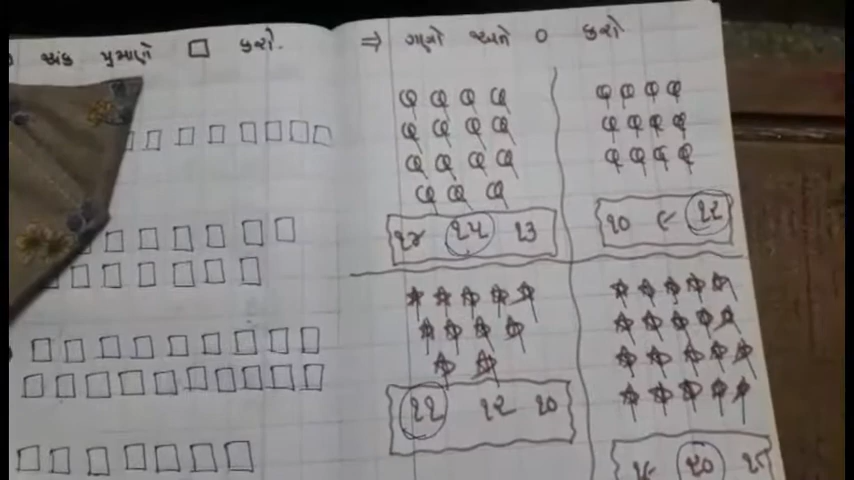 અંક પ્રમાણે □ કરો.
⇒ ગણો અને ૦ કરો
૧૪ ૧૫ ૧૩
૧૦ ૯ ૧૨
૧૧ ૧૨ ૧૦
૨૦